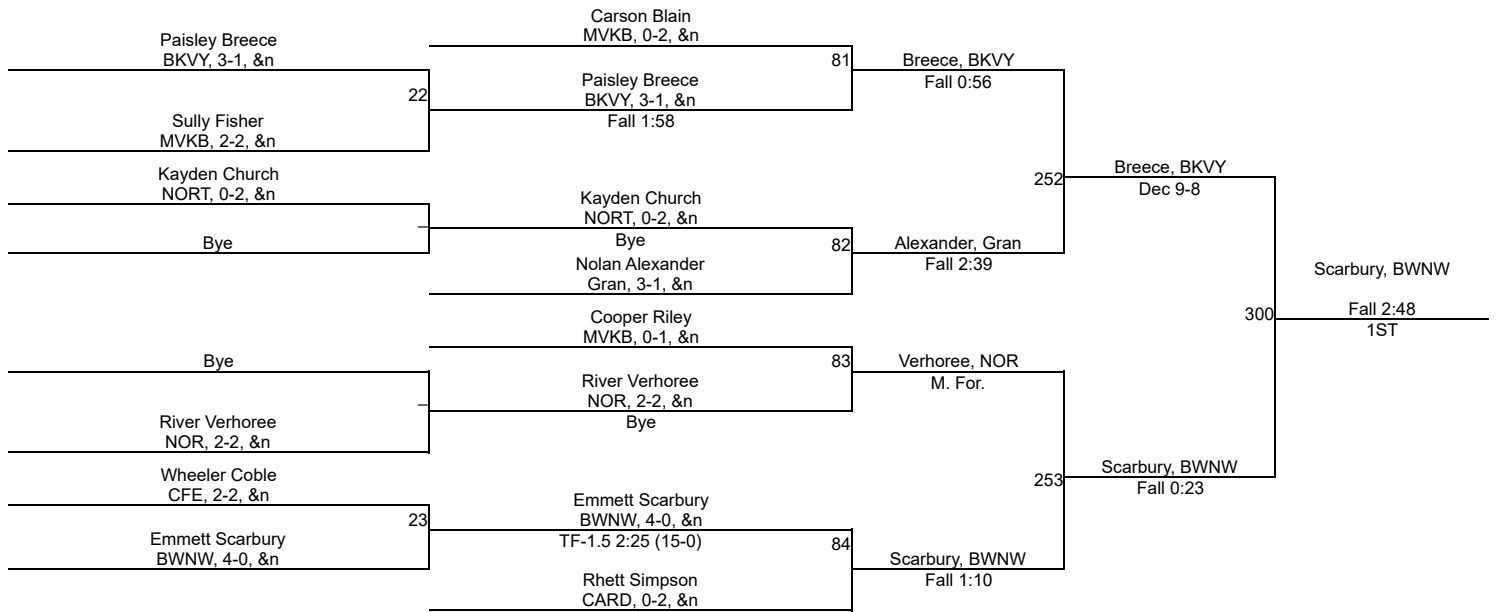 Paisley Breece
BKVY, 3-1, &n
22
Sully Fisher
MVKB, 2-2, &n
Kayden Church
NORT, 0-2, &n
Bye
Bye
River Verhoree
NOR, 2-2, &n
Wheeler Coble
CFE, 2-2, &n
23
Emmett Scarbury
BWNW, 4-0, &n
Carson Blain
MVKB, 0-2, &n
81
Paisley Breece
BKVY, 3-1, &n
Fall 1:58
Kayden Church
NORT, 0-2, &n
Bye
82
Nolan Alexander
Gran, 3-1, &n
Cooper Riley
MVKB, 0-1, &n
83
River Verhoree
NOR, 2-2, &n
Bye
Emmett Scarbury
BWNW, 4-0, &n
TF-1.5 2:25 (15-0)
84
Rhett Simpson
CARD, 0-2, &n
Breece, BKVY
Fall 0:56
252
Alexander, Gran
Fall 2:39
Verhoree, NOR
M. For.
253
Scarbury, BWNW
Fall 1:10
Breece, BKVY
Dec 9-8
300
Scarbury, BWNW
Fall 0:23
Scarbury, BWNW
Fall 2:48
1ST